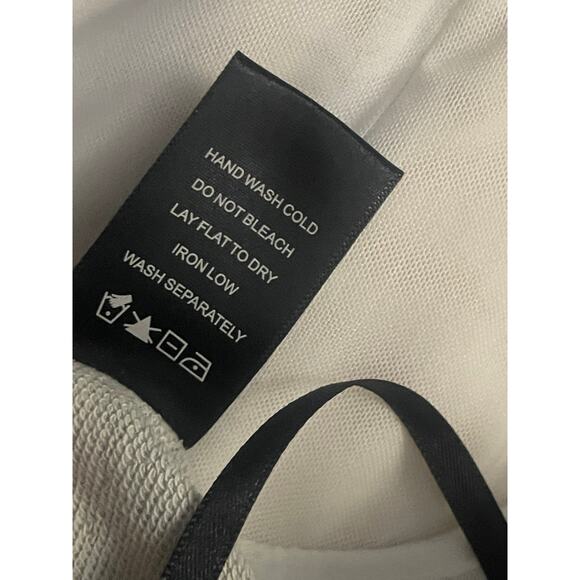 HAND WASH COLD
DO NOT BLEACH
LAY FLAT TO DRY
IRON LOW
WASH SEPARATELY